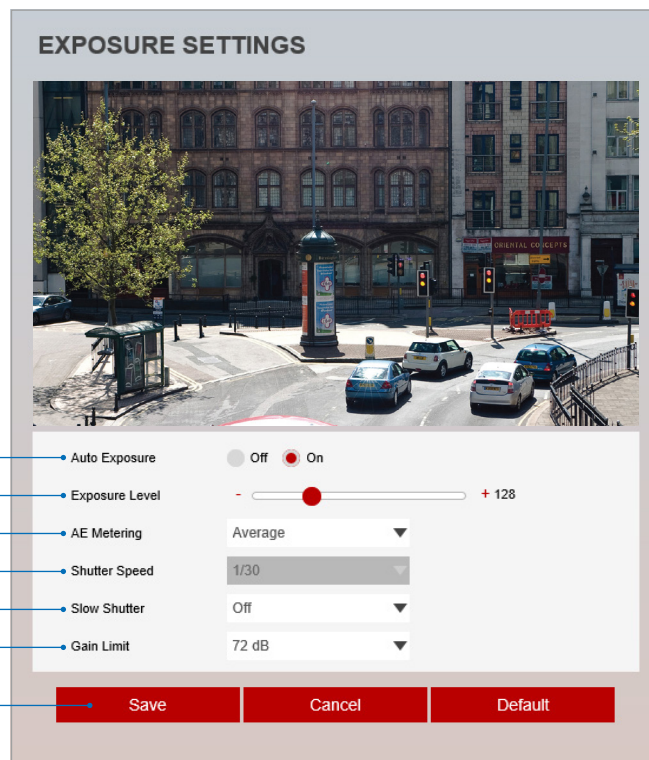 EXPOSURE SETTINGS
ORIENTAL CONCEPTS
Auto Exposure Off On
Exposure Level - + 128
AE Metering Average
Shutter Speed 1/30
Slow Shutter Off
Gain Limit 72 dB
Save Cancel Default